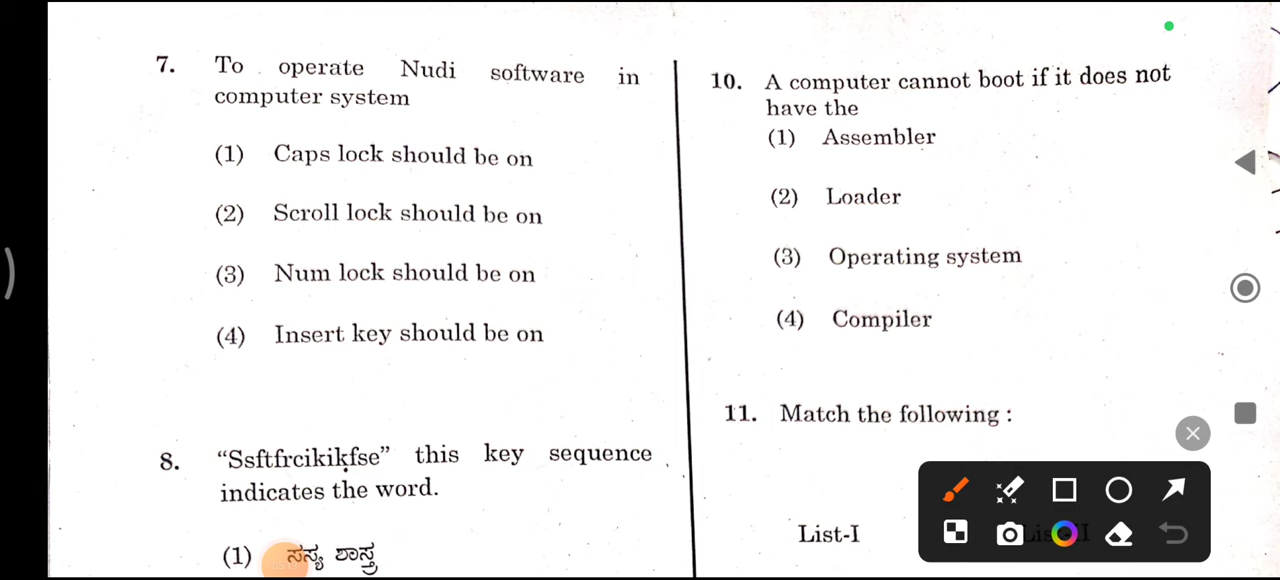 7. To operate Nudi software in
computer system
(1) Caps lock should be on
(2) Scroll lock should be on
(3) Num lock should be on
(4) Insert key should be on
8. “Ssftfrcikiķfse” this key sequence
indicates the word.
(1) ಸಸ್ಯ ಶಾಸ್ತ್ರ
10. A computer cannot boot if it does not
have the
(1) Assembler
(2) Loader
(3) Operating system
(4) Compiler
11. Match the following :
List-I